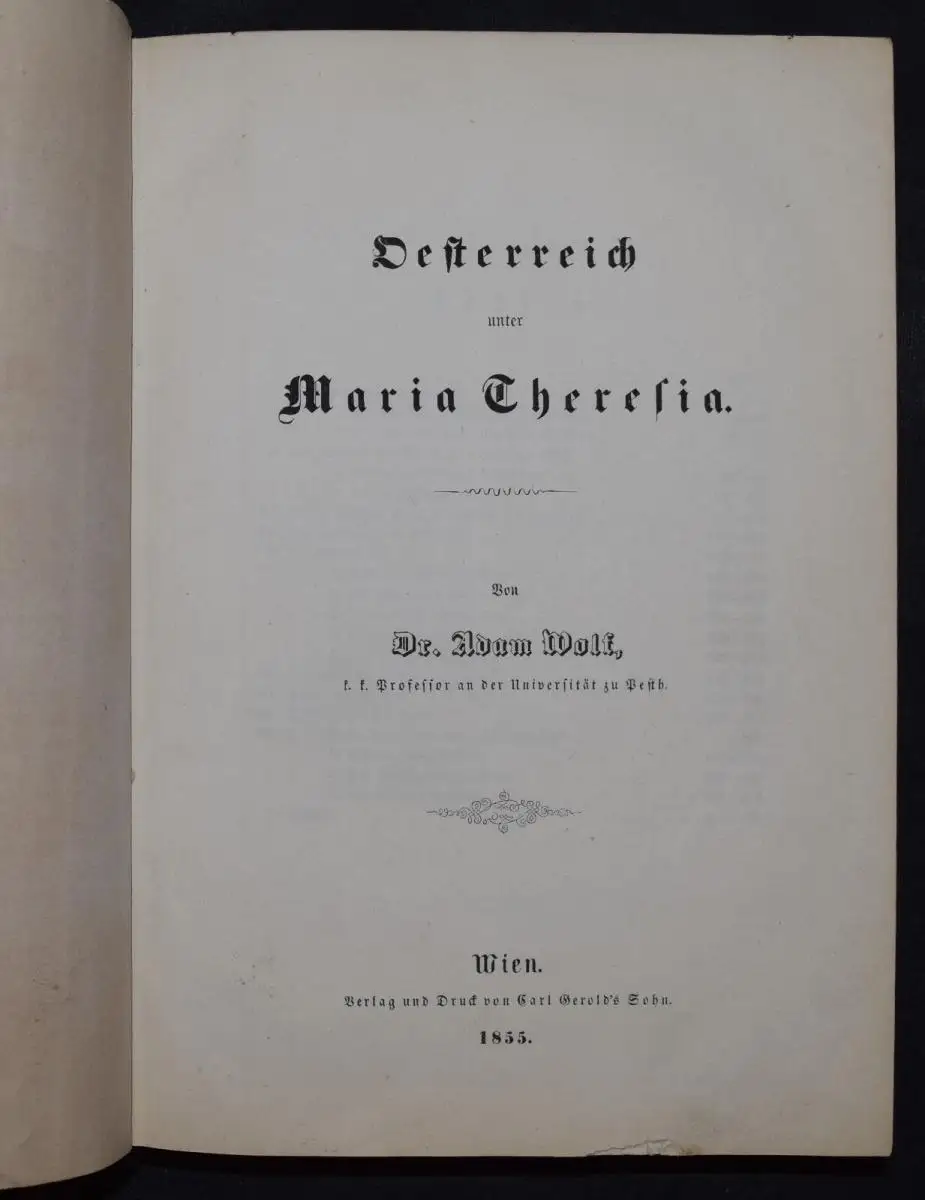 Oeſterreich
unter
Maria Thereſia.
Von
Dr. Adam Wolf,
k. k. Profeſſor an der Univerſität zu Peſth.
Wien.
Verlag und Druck von Carl Gerold's Sohn.
1855.